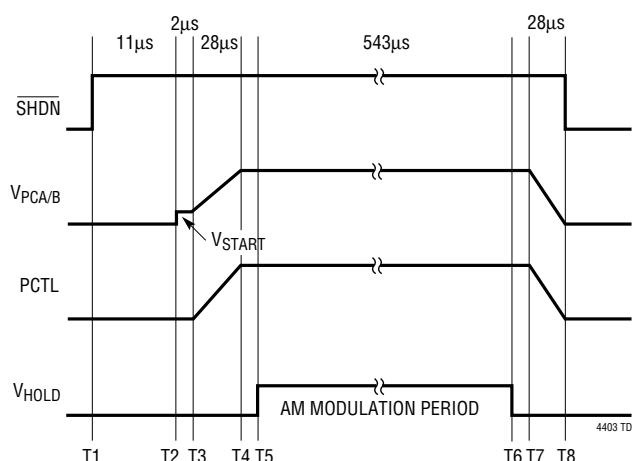 2µs
28µs
11µs
28µs
543µs
SHDN
VPCA/B
VSTART
PCTL
VHOLD
AM MODULATION PERIOD
4403 TD
T1
T2
T3
T4
T5
T6
T7
T8